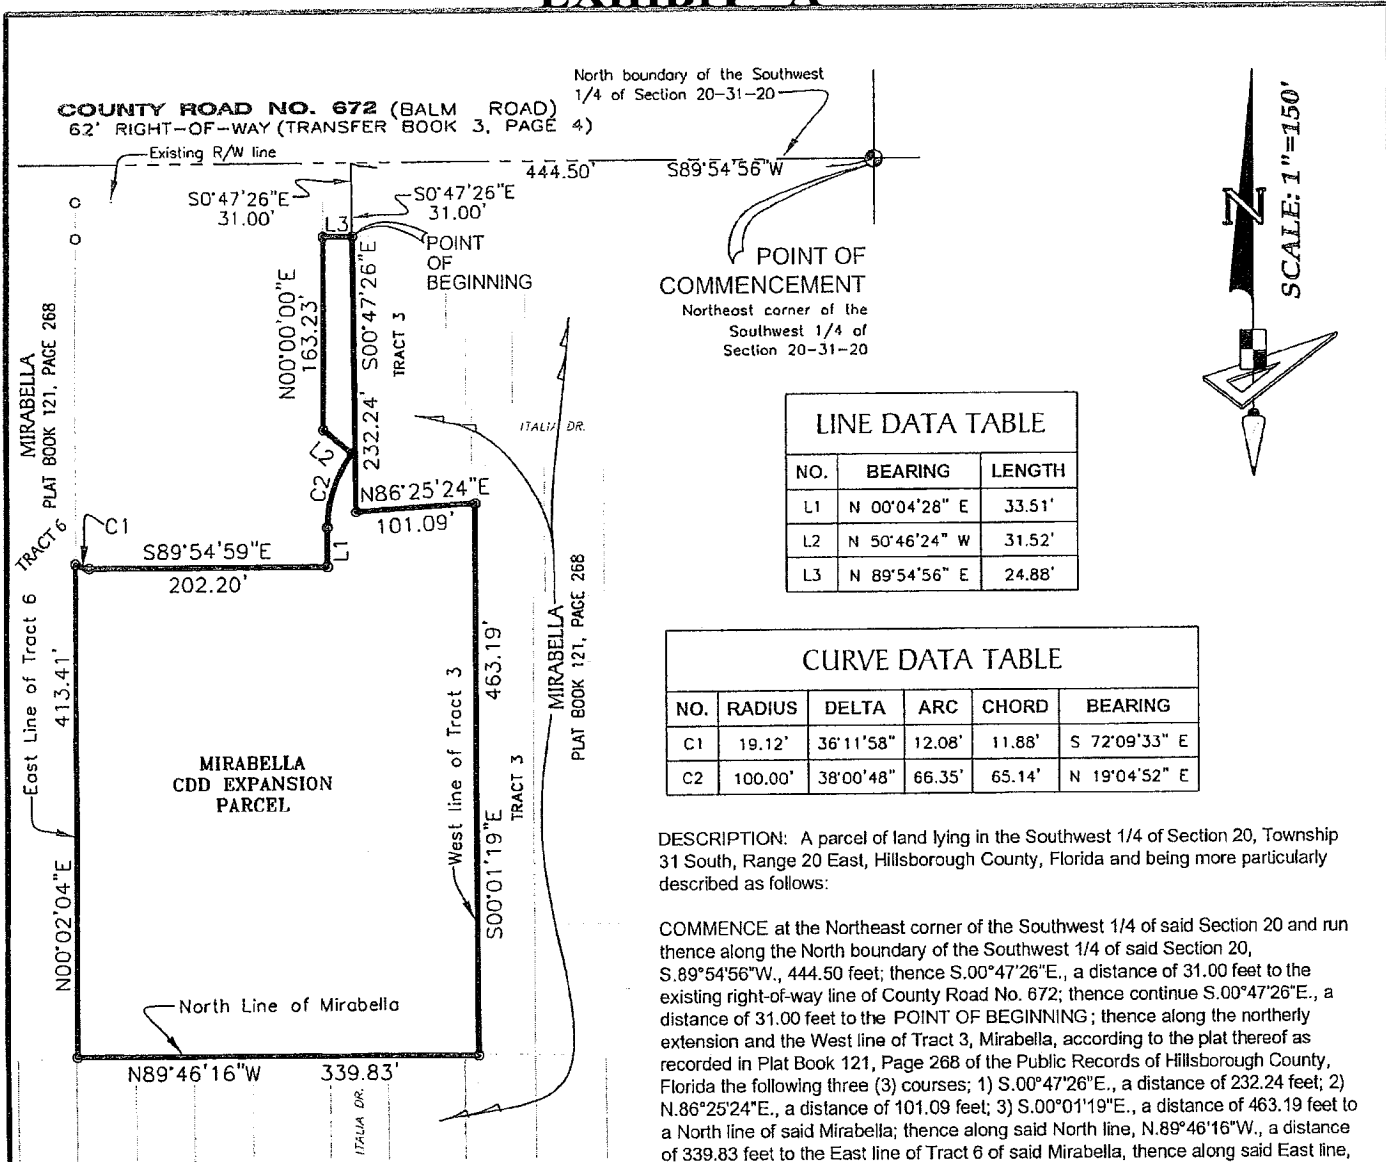 EXHIBIT "A"
North boundary of the Southwest
1/4 of Section 20-31-20
COUNTY ROAD NO. 672 (BALM ROAD)
62' RIGHT-OF-WAY (TRANSFER BOOK 3, PAGE 4)
Existing R/W line
444.50'
S89°54'56"W
S0°47'26"E
31.00'
S0°47'26"E
31.00'
L3
POINT
OF
BEGINNING
POINT OF
COMMENCEMENT
Northeast corner of the
Southwest 1/4 of
Section 20-31-20
N
SCALE: 1"=150'
N00°00'00"E
163.23'
232.24' S00°47'26"E
TRACT 3
MIRABELLA
PLAT BOOK 121, PAGE 268
ITALIA DR.
L2
C2
N86°25'24"E
101.09'
C1
TRACT 6
S89°54'59"E
202.20'
L1
East Line of Tract 6
413.41'
N00°02'04"E
MIRABELLA
CDD EXPANSION
PARCEL
West line of Tract 3
463.19'
S00°01'19"E
TRACT 3
MIRABELLA
PLAT BOOK 121, PAGE 268
North Line of Mirabella
N89°46'16"W 339.83'
ITALIA DR.
LINE DATA TABLE
NO. BEARING LENGTH
L1 N 00°04'28" E 33.51'
L2 N 50°46'24" W 31.52'
L3 N 89°54'56" E 24.88'
CURVE DATA TABLE
NO. RADIUS DELTA ARC CHORD BEARING
C1 19.12' 36°11'58" 12.08' 11.88' S 72°09'33" E
C2 100.00' 38°00'48" 66.35' 65.14' N 19°04'52" E
DESCRIPTION: A parcel of land lying in the Southwest 1/4 of Section 20, Township
31 South, Range 20 East, Hillsborough County, Florida and being more particularly
described as follows:
COMMENCE at the Northeast corner of the Southwest 1/4 of said Section 20 and run
thence along the North boundary of the Southwest 1/4 of said Section 20,
S.89°54'56"W., 444.50 feet; thence S.00°47'26"E., a distance of 31.00 feet to the
existing right-of-way line of County Road No. 672; thence continue S.00°47'26"E., a
distance of 31.00 feet to the POINT OF BEGINNING; thence along the northerly
extension and the West line of Tract 3, Mirabella, according to the plat thereof as
recorded in Plat Book 121, Page 268 of the Public Records of Hillsborough County,
Florida the following three (3) courses; 1) S.00°47'26"E., a distance of 232.24 feet; 2)
N.86°25'24"E., a distance of 101.09 feet; 3) S.00°01'19"E., a distance of 463.19 feet to
a North line of said Mirabella; thence along said North line, N.89°46'16"W., a distance
of 339.83 feet to the East line of Tract 6 of said Mirabella, thence along said East line,